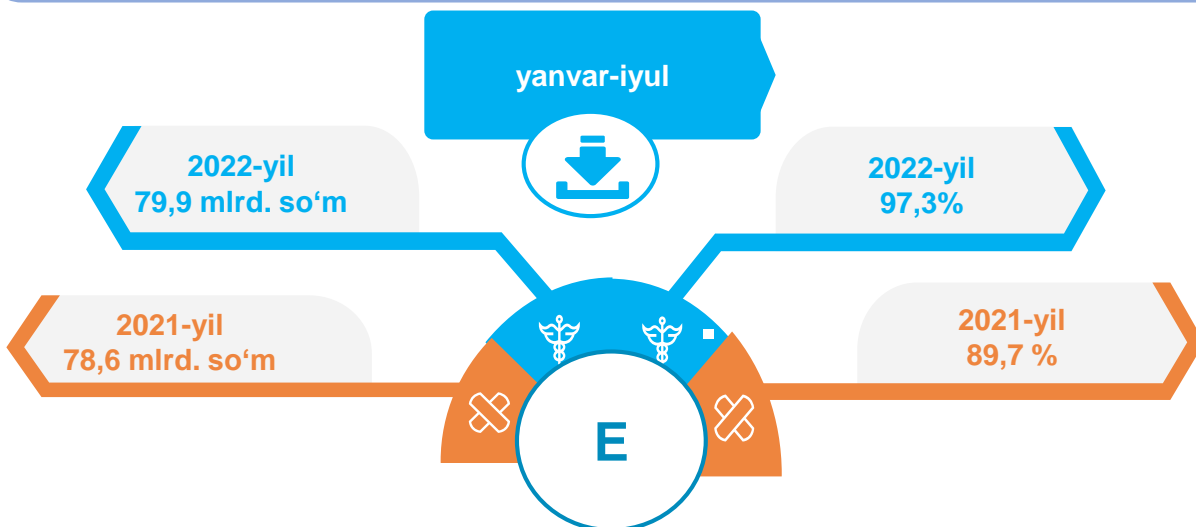 yanvar-iyul
2022-yil
79,9 mlrd. so‘m
2022-yil
97,3%
2021-yil
78,6 mlrd. so‘m
2021-yil
89,7 %
E